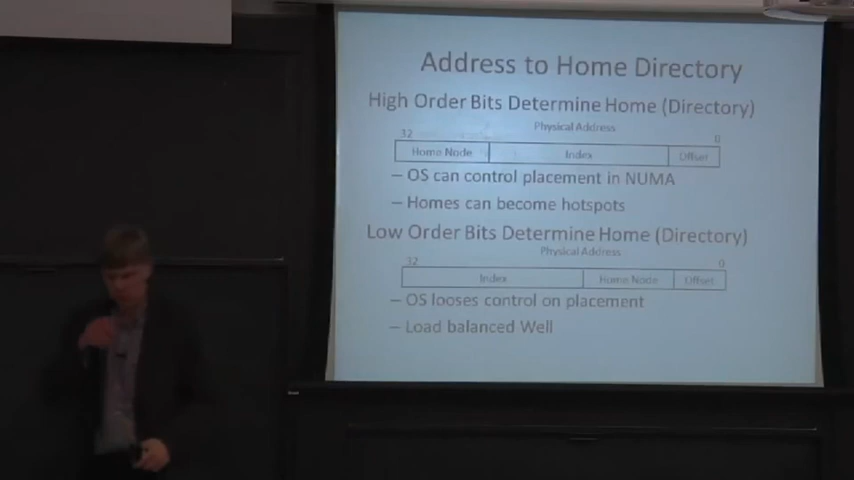 Address to Home Directory
High Order Bits Determine Home (Directory)
Physical Address
32 0
Home Node Index Offset
– OS can control placement in NUMA
– Homes can become hotspots
Low Order Bits Determine Home (Directory)
Physical Address
32 0
Index Home Node Offset
– OS looses control on placement
– Load balanced Well